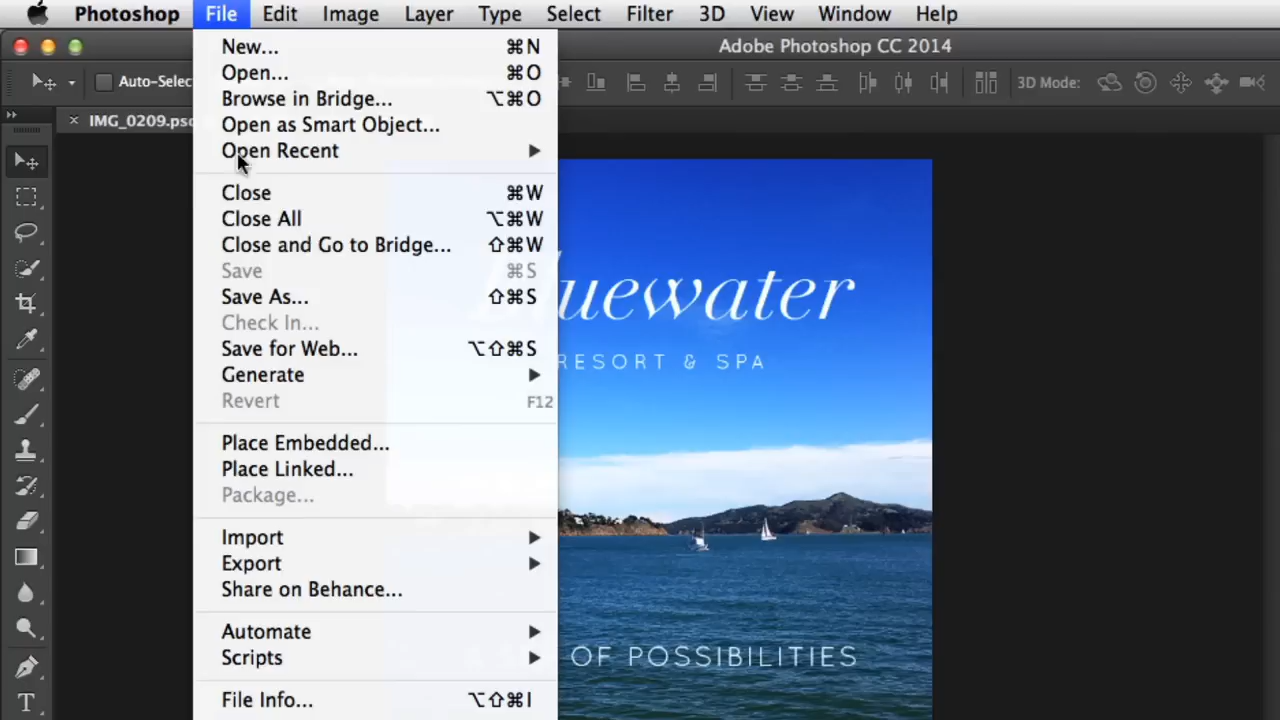 Photoshop File Edit Image Layer Type Select Filter 3D View Window Help
Adobe Photoshop CC 2014
Auto-Selec
3D Mode:
× IMG_0209.psd
New... ⌘N
Open... ⌘O
Browse in Bridge... ⌥⌘O
Open as Smart Object...
Open Recent
Close ⌘W
Close All ⌥⌘W
Close and Go to Bridge... ⇧⌘W
Save ⌘S
Save As... ⇧⌘S
Check In...
Save for Web... ⌥⇧⌘S
Generate
Revert F12
Place Embedded...
Place Linked...
Package...
Import
Export
Share on Behance...
Automate
Scripts
File Info... ⌥⇧⌘I
Bluewater
RESORT & SPA
OF POSSIBILITIES